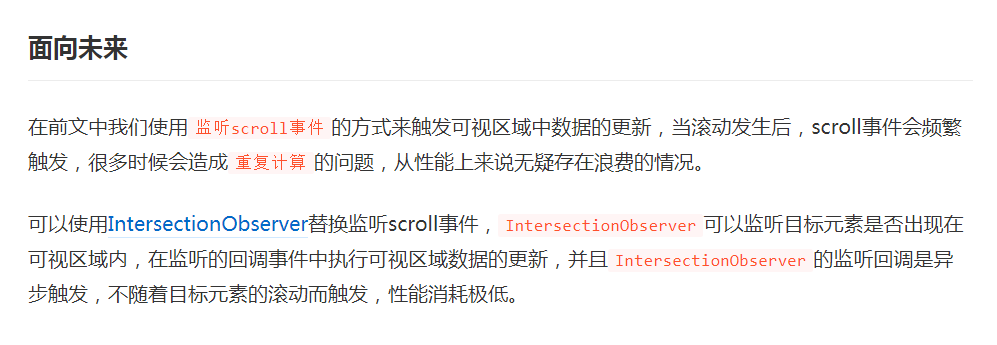 面向未来
在前文中我们使用 监听scroll事件 的方式来触发可视区域中数据的更新，当滚动发生后，scroll事件会频繁
触发，很多时候会造成 重复计算 的问题，从性能上来说无疑存在浪费的情况。
可以使用IntersectionObserver替换监听scroll事件， IntersectionObserver 可以监听目标元素是否出现在
可视区域内，在监听的回调事件中执行可视区域数据的更新，并且 IntersectionObserver 的监听回调是异
步触发，不随着目标元素的滚动而触发，性能消耗极低。